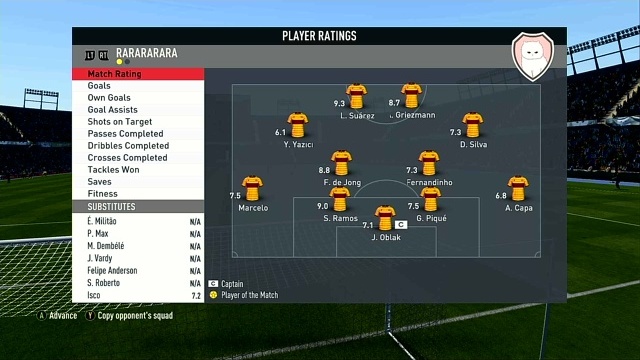 PLAYER RATINGS
LT RT RARARARARA
Match Rating
Goals
Own Goals
Goal Assists
Shots on Target
Passes Completed
Dribbles Completed
Crosses Completed
Tackles Won
Saves
Fitness
SUBSTITUTES
É. Militão N/A
P. Max N/A
M. Dembélé N/A
J. Vardy N/A
Felipe Anderson N/A
S. Roberto N/A
Isco 7.2
9.3 L. Suárez
8.7 Griezmann
6.1 Y. Yazici
7.3 D. Silva
8.8 F. de Jong
7.3 Fernandinho
7.5 Marcelo
9.0 S. Ramos
7.5 G. Piqué
6.8 A. Capa
7.1 C
J. Oblak
C Captain
Player of the Match
A Advance Y Copy opponent's squad